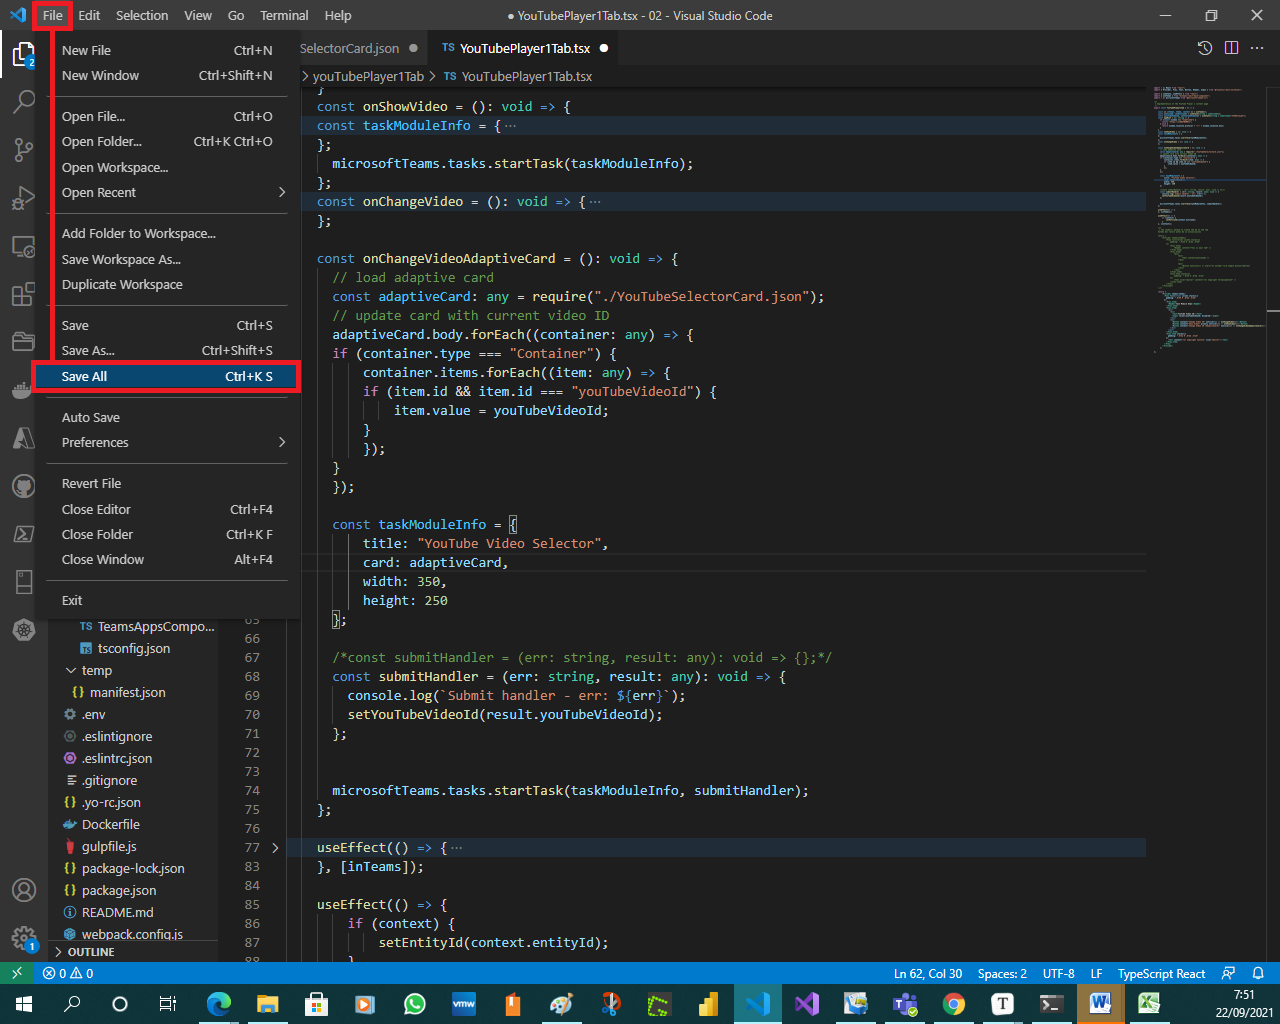 File Edit Selection View Go Terminal Help
● YouTubePlayer1Tab.tsx - 02 - Visual Studio Code
SelectorCard.json ●
TS YouTubePlayer1Tab.tsx ●
> youTubePlayer1Tab > TS YouTubePlayer1Tab.tsx
New File Ctrl+N
New Window Ctrl+Shift+N
Open File... Ctrl+O
Open Folder... Ctrl+K Ctrl+O
Open Workspace...
Open Recent >
Add Folder to Workspace...
Save Workspace As...
Duplicate Workspace
Save Ctrl+S
Save As... Ctrl+Shift+S
Save All Ctrl+K S
Auto Save
Preferences >
Revert File
Close Editor Ctrl+F4
Close Folder Ctrl+K F
Close Window Alt+F4
Exit
2
TS TeamsAppsCompo...
TS tsconfig.json
temp
{} manifest.json
.env
.eslintignore
.eslintrc.json
.gitignore
{} .yo-rc.json
Dockerfile
gulpfile.js
{} package-lock.json
{} package.json
README.md
webpack.config.js
> OUTLINE
1
}
const onShowVideo = (): void => {
const taskModuleInfo = {···
};
microsoftTeams.tasks.startTask(taskModuleInfo);
};
const onChangeVideo = (): void => {···
};
const onChangeVideoAdaptiveCard = (): void => {
// load adaptive card
const adaptiveCard: any = require("./YouTubeSelectorCard.json");
// update card with current video ID
adaptiveCard.body.forEach((container: any) => {
if (container.type === "Container") {
container.items.forEach((item: any) => {
if (item.id && item.id === "youTubeVideoId") {
item.value = youTubeVideoId;
}
});
}
});
const taskModuleInfo = {
title: "YouTube Video Selector",
card: adaptiveCard,
width: 350,
height: 250
65 };
66
67 /*const submitHandler = (err: string, result: any): void => {};*/
68 const submitHandler = (err: string, result: any): void => {
69 console.log(`Submit handler - err: ${err}`);
70 setYouTubeVideoId(result.youTubeVideoId);
71 };
72
73
74 microsoftTeams.tasks.startTask(taskModuleInfo, submitHandler);
75 };
76
77 > useEffect(() => {···
83 }, [inTeams]);
84
85 useEffect(() => {
86 if (context) {
87 setEntityId(context.entityId);
88 }
0 0
Ln 62, Col 30 Spaces: 2 UTF-8 LF TypeScript React
vmw
T
7:51
22/09/2021